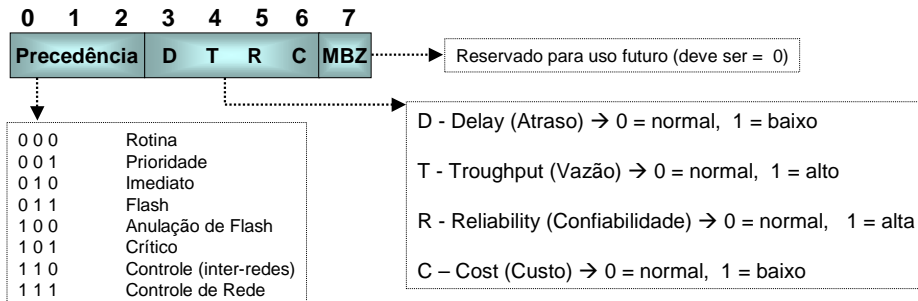 0 1 2 3 4 5 6 7
Precedência D T R C MBZ
Reservado para uso futuro (deve ser = 0)
0 0 0 Rotina
0 0 1 Prioridade
0 1 0 Imediato
0 1 1 Flash
1 0 0 Anulação de Flash
1 0 1 Crítico
1 1 0 Controle (inter-redes)
1 1 1 Controle de Rede
D - Delay (Atraso) → 0 = normal, 1 = baixo
T - Troughput (Vazão) → 0 = normal, 1 = alto
R - Reliability (Confiabilidade) → 0 = normal, 1 = alta
C – Cost (Custo) → 0 = normal, 1 = baixo